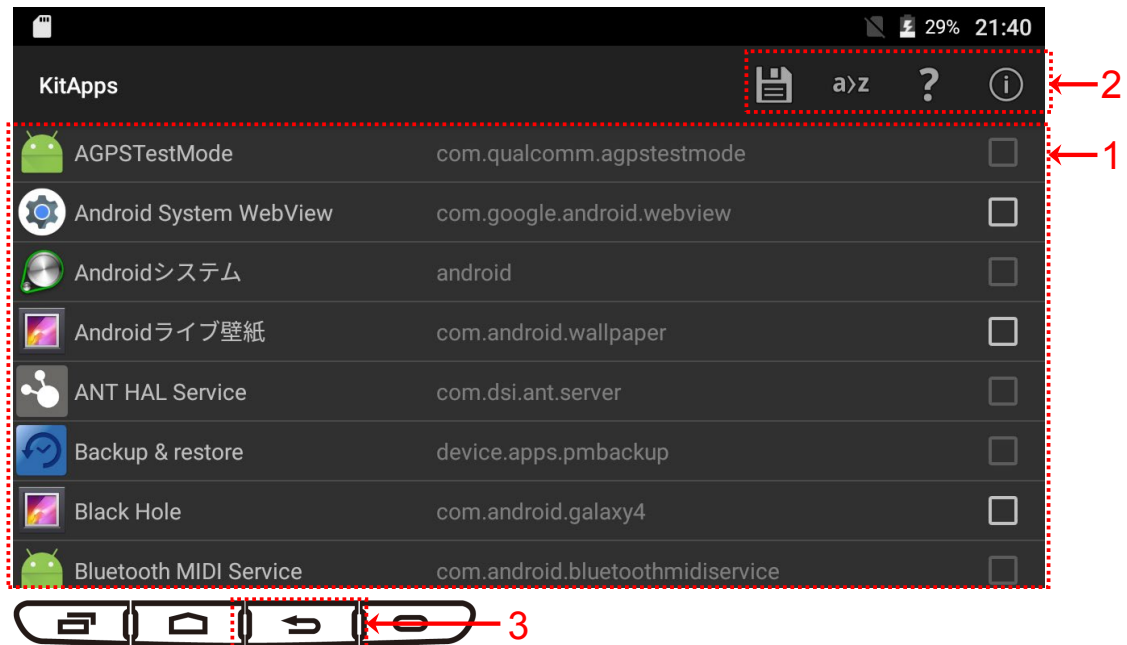 29% 21:40
KitApps a>z ? i 2
AGPSTestMode com.qualcomm.agpstestmode 1
Android System WebView com.google.android.webview
Androidシステム android
Androidライブ壁紙 com.android.wallpaper
ANT HAL Service com.dsi.ant.server
Backup & restore device.apps.pmbackup
Black Hole com.android.galaxy4
Bluetooth MIDI Service com.android.bluetoothmidiservice
3